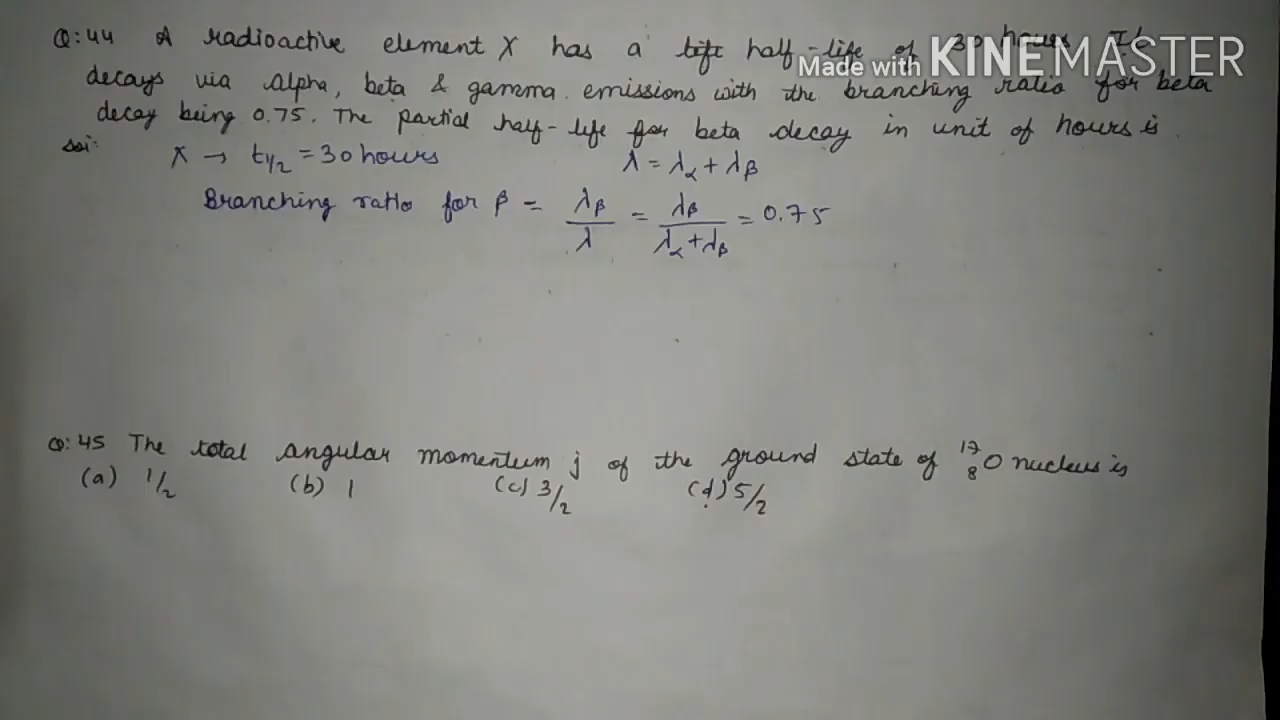 Q:44 A radioactive element X has a half-life of 30 hours. It
Made with KINEMASTER
decays via alpha, beta & gamma emissions with the branching ratio for beta
decay being 0.75. The partial half-life for beta decay in unit of hours is
Sol: X → t1/2 = 30 hours λ = λα + λβ
Branching ratio for β = λβ/λ = λβ/(λα+λβ) = 0.75
Q:45 The total angular momentum j of the ground state of 17 8 O nucleus is
(a) 1/2 (b) 1 (c) 3/2 (d) 5/2